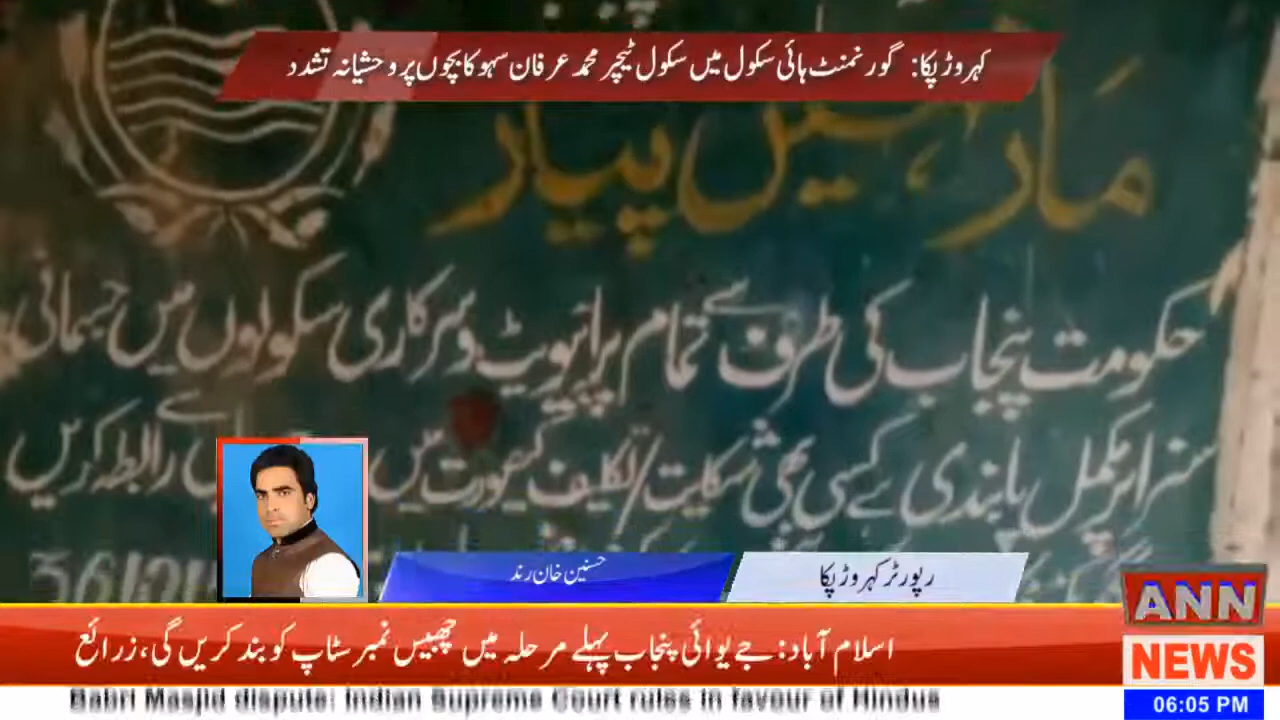 کہروڑپکا: گورنمنٹ ہائی سکول میں سکول ٹیچر محمد عرفان سہو کا بچوں پر وحشیانہ تشدد
مار نہیں پیار
حکومت پنجاب کی طرف سے تمام پرائیویٹ و سرکاری سکولوں میں جسمانی
سزا پر مکمل پابندی ہے کسی بھی شکایت/تکلیف کی صورت میں رابطہ کریں
حسنین خان رند
رپورٹر کہروڑپکا
ANN
NEWS
اسلام آباد: جے یو آئی پنجاب پہلے مرحلہ میں چھبیس نمبر سٹاپ کو بند کریں گی، زرائع
Babri Masjid dispute: Indian Supreme Court rules in favour of Hindus
06:05 PM